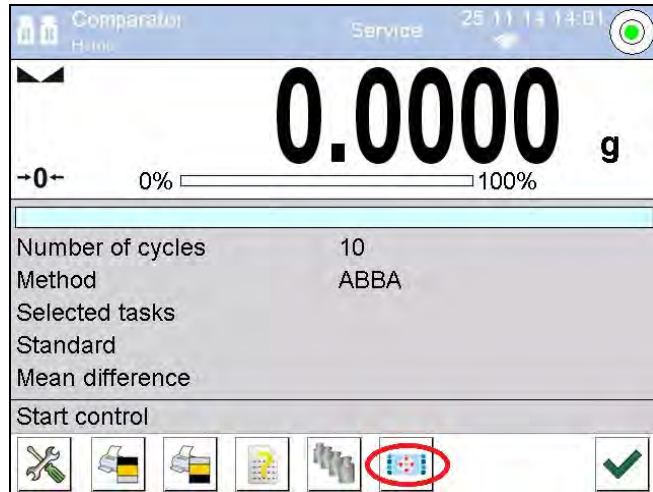 Comparator Service 25 11 14 14:01
Home
0.0000 g
→0← 0% 100%
Number of cycles 10
Method ABBA
Selected tasks
Standard
Mean difference
Start control